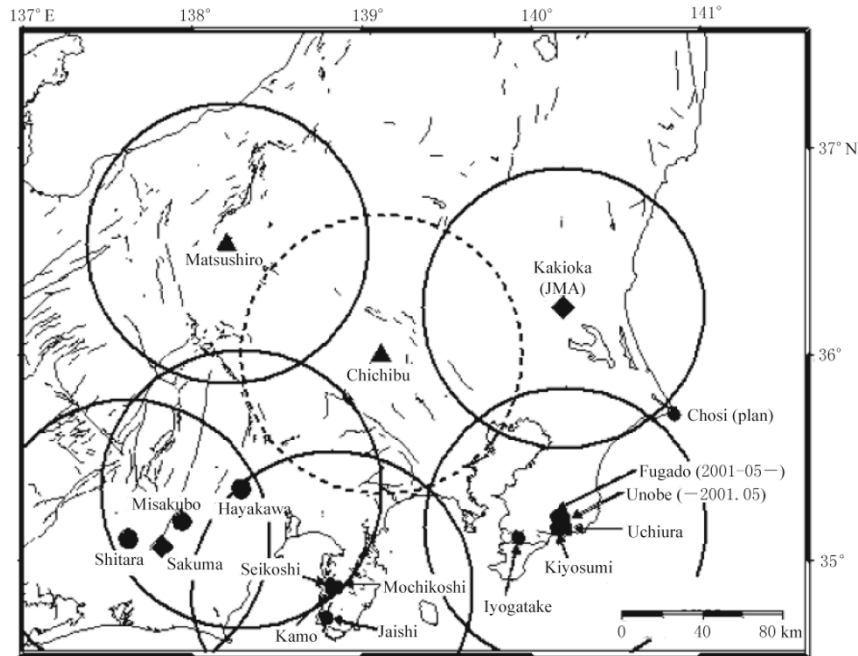 137° E 138° 139° 140° 141°
37° N
Matsushiro
Kakioka
(JMA)
36°
Chichibu
Chosi (plan)
Fugado (2001-05—)
Misakubo
Hayakawa
Unobe (—2001. 05)
Shitara
Sakuma
Uchiura
35°
Seikoshi
Mochikoshi
Kiyosumi
Iyogatake
Kamo
Jaishi
0 40 80 km